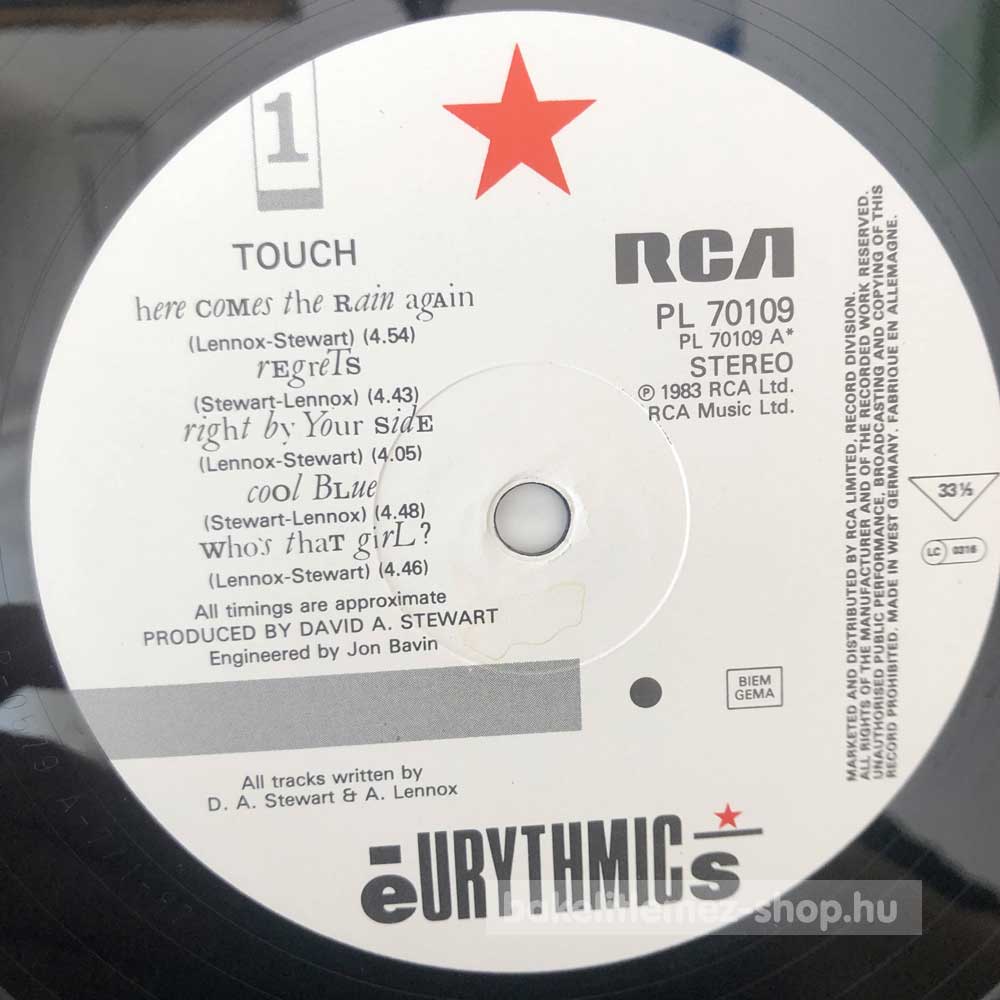 1
TOUCH
here COMes the Rain agAin
(Lennox-Stewart) (4.54)
rEgreTs
(Stewart-Lennox) (4.43)
right by Your SidE
(Lennox-Stewart) (4.05)
cool BLue
(Stewart-Lennox) (4.48)
Who's thaT girL?
(Lennox-Stewart) (4.46)
All timings are approximate
PRODUCED BY DAVID A. STEWART
Engineered by Jon Bavin
All tracks written by
D. A. Stewart & A. Lennox
RCA
PL 70109
PL 70109 A*
STEREO
℗ 1983 RCA Ltd.
RCA Music Ltd.
BIEM
GEMA
33⅓
LC 0316
MARKETED AND DISTRIBUTED BY RCA LIMITED, RECORD DIVISION.
ALL RIGHTS OF THE MANUFACTURER AND OF THE RECORDED WORK RESERVED.
UNAUTHORISED PUBLIC PERFORMANCE, BROADCASTING AND COPYING OF THIS
RECORD PROHIBITED. MADE IN WEST GERMANY. FABRIQUE EN ALLEMAGNE.
eURYTHMICs
bakelitlemez-shop.hu